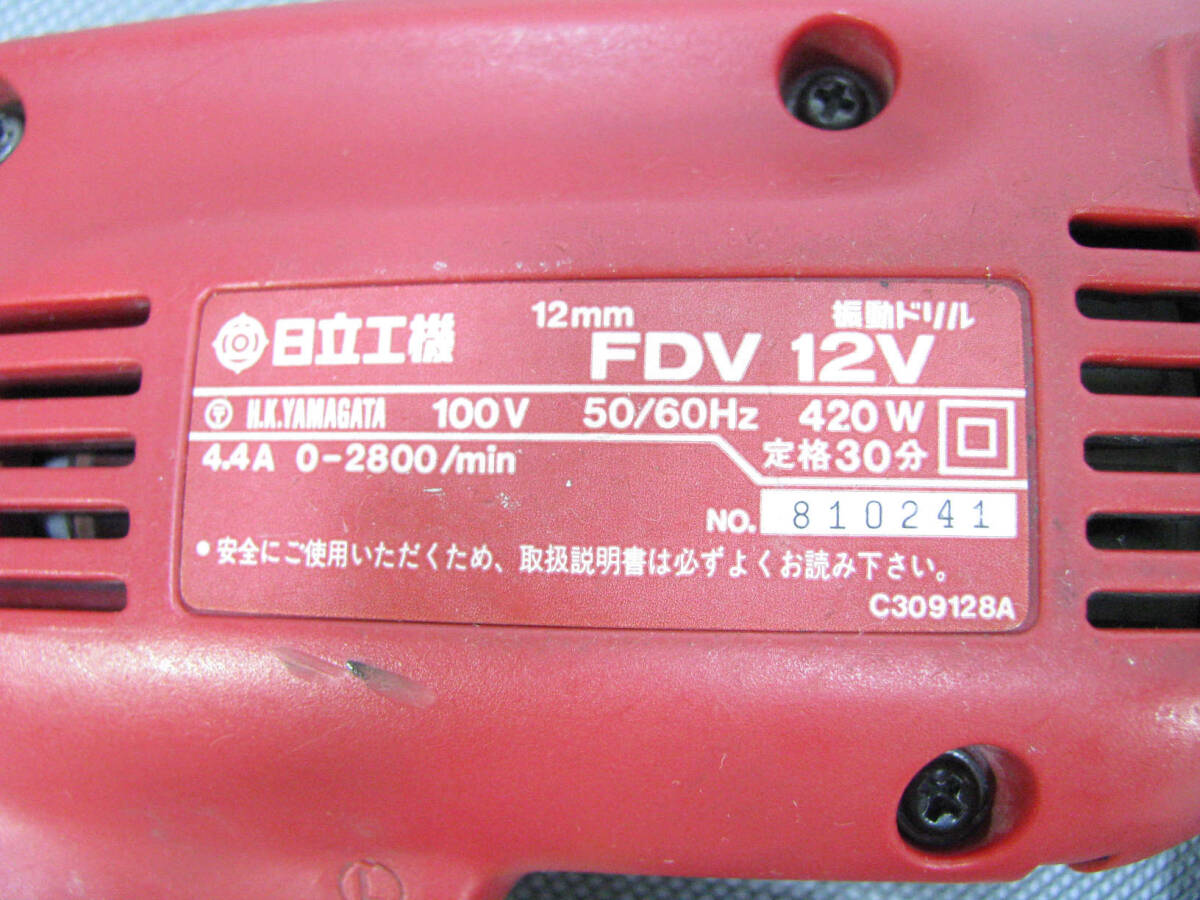 12mm 振動ドリル
日立工機 FDV 12V
〒 H.K.YAMAGATA 100V 50/60Hz 420W
4.4A 0-2800/min 定格30分
NO. 810241
●安全にご使用いただくため、取扱説明書は必ずよくお読み下さい。
C309128A